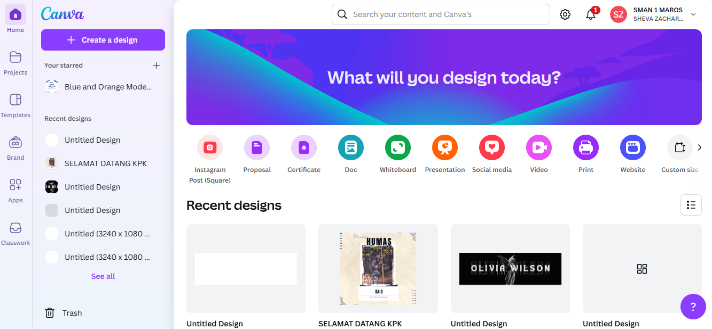 Canva
Search your content and Canva's
1
SZ
SMAN 1 MAROS
SHEVA ZACHAR...
Home
Projects
Templates
Brand
Apps
Classwork
Create a design
Your starred
Blue and Orange Mode...
Recent designs
Untitled Design
SELAMAT DATANG KPK
Untitled Design
Untitled Design
Untitled (3240 x 1080 ...
Untitled (3240 x 1080 ...
See all
Trash
What will you design today?
Instagram
Post (Square)
Proposal
Certificate
Doc
Whiteboard
Presentation
Social media
Video
Print
Website
Custom size
Recent designs
HUMAS
OLIVIA WILSON
?
Untitled Design
SELAMAT DATANG KPK
Untitled Design
Untitled Design